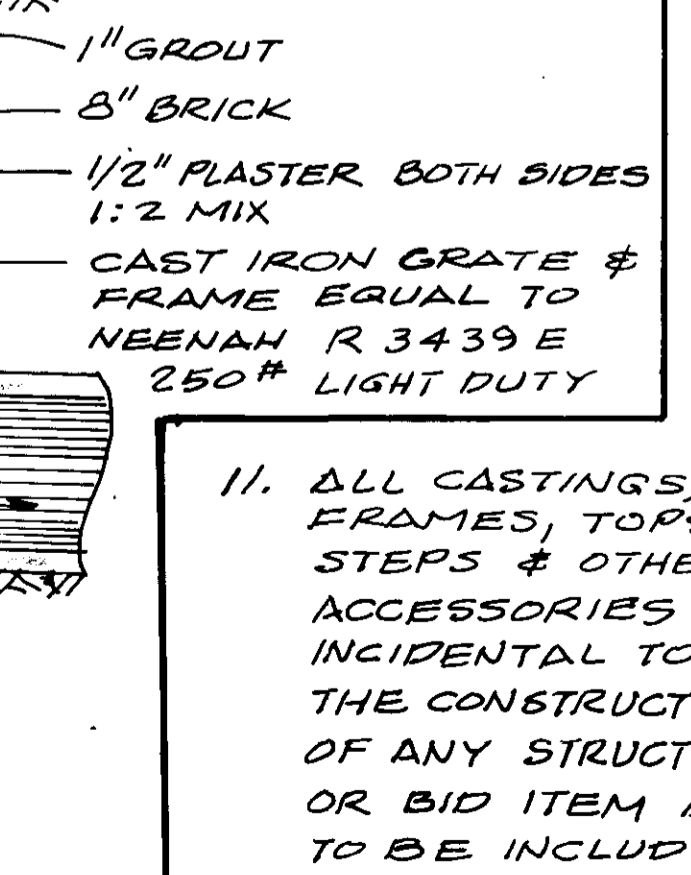 1" GROUT
8" BRICK
1/2" PLASTER BOTH SIDES
1:2 MIX
CAST IRON GRATE &
FRAME EQUAL TO
NEENAH R 3439 E
250# LIGHT DUTY
11. ALL CASTINGS,
FRAMES, TOPS
STEPS & OTHE
ACCESSORIES
INCIDENTAL TO
THE CONSTRUCT
OF ANY STRUCT
OR BID ITEM
TO BE INCLUD